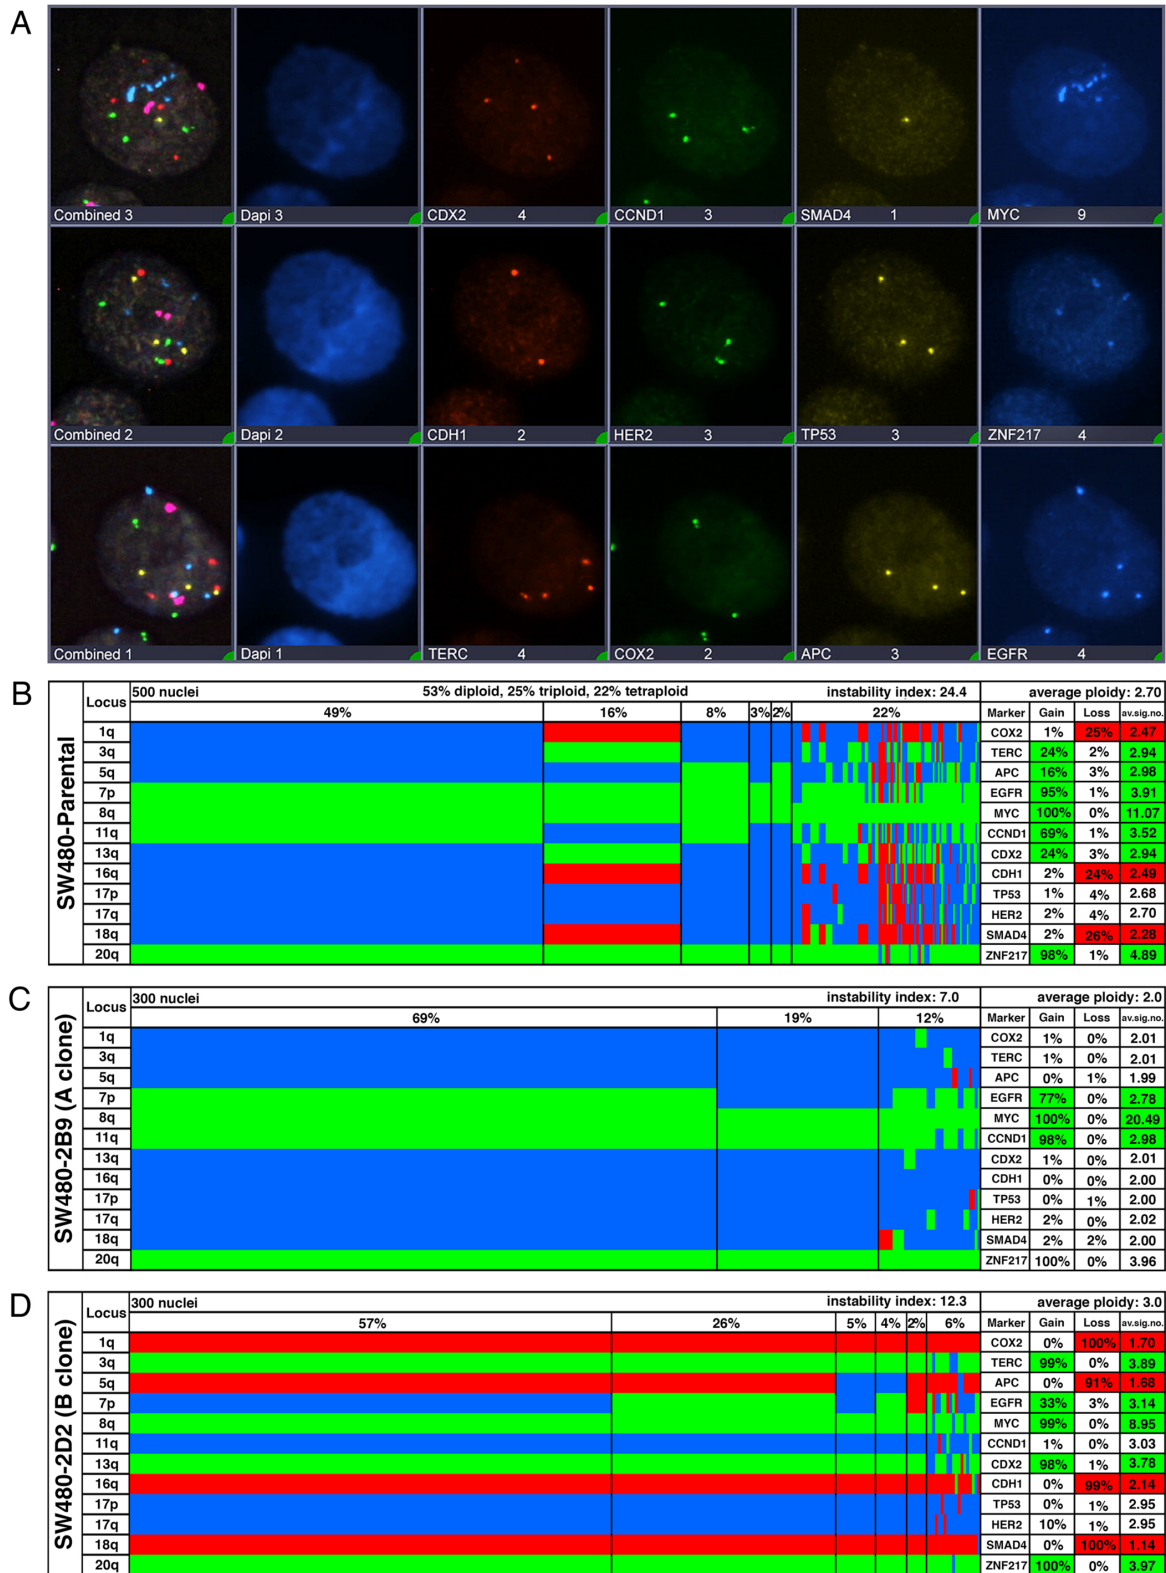 A
Combined 3 Dapi 3 CDX2 4 CCND1 3 SMAD4 1 MYC 9
Combined 2 Dapi 2 CDH1 2 HER2 3 TP53 3 ZNF217 4
Combined 1 Dapi 1 TERC 4 COX2 2 APC 3 EGFR 4
B
SW480-Parental
Locus 500 nuclei 53% diploid, 25% triploid, 22% tetraploid instability index: 24.4 average ploidy: 2.70
49% 16% 8% 3% 2% 22% Marker Gain Loss av.sig.no.
1q COX2 1% 25% 2.47
3q TERC 24% 2% 2.94
5q APC 16% 3% 2.98
7p EGFR 95% 1% 3.91
8q MYC 100% 0% 11.07
11q CCND1 69% 1% 3.52
13q CDX2 24% 3% 2.94
16q CDH1 2% 24% 2.49
17p TP53 1% 4% 2.68
17q HER2 2% 4% 2.70
18q SMAD4 2% 26% 2.28
20q ZNF217 98% 1% 4.89
C
SW480-2B9 (A clone)
Locus 300 nuclei instability index: 7.0 average ploidy: 2.0
69% 19% 12% Marker Gain Loss av.sig.no.
1q COX2 1% 0% 2.01
3q TERC 1% 0% 2.01
5q APC 0% 1% 1.99
7p EGFR 77% 0% 2.78
8q MYC 100% 0% 20.49
11q CCND1 98% 0% 2.98
13q CDX2 1% 0% 2.01
16q CDH1 0% 0% 2.00
17p TP53 0% 1% 2.00
17q HER2 2% 0% 2.02
18q SMAD4 2% 2% 2.00
20q ZNF217 100% 0% 3.96
D
SW480-2D2 (B clone)
Locus 300 nuclei instability index: 12.3 average ploidy: 3.0
57% 26% 5% 4% 2% 6% Marker Gain Loss av.sig.no.
1q COX2 0% 100% 1.70
3q TERC 99% 0% 3.89
5q APC 0% 91% 1.68
7p EGFR 33% 3% 3.14
8q MYC 99% 0% 8.95
11q CCND1 1% 0% 3.03
13q CDX2 98% 1% 3.78
16q CDH1 0% 99% 2.14
17p TP53 0% 1% 2.95
17q HER2 10% 1% 2.95
18q SMAD4 0% 100% 1.14
20q ZNF217 100% 0% 3.97